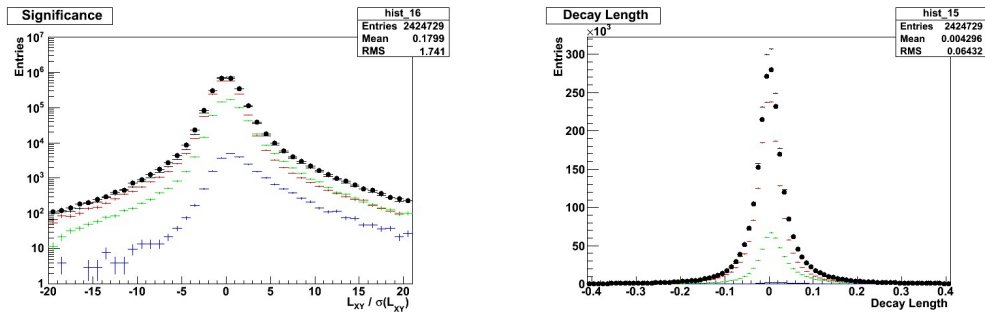 Significance
hist_16
Entries 2424729
Mean 0.1799
RMS 1.741
Entries
10^7
10^6
10^5
10^4
10^3
10^2
10
1
-20 -15 -10 -5 0 5 10 15 20
L_XY / σ(L_XY)
Decay Length
hist_15
Entries 2424729
Mean 0.004296
RMS 0.06432
×10^3
Entries
300
250
200
150
100
50
0
-0.4 -0.3 -0.2 -0.1 0 0.1 0.2 0.3 0.4
Decay Length